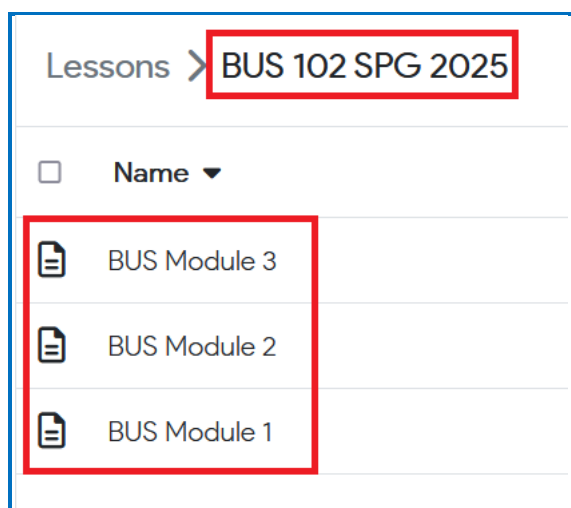 Lessons > BUS 102 SPG 2025
Name
BUS Module 3
BUS Module 2
BUS Module 1